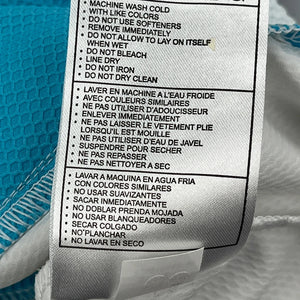 • MACHINE WASH COLD
• WITH LIKE COLORS
• DO NOT USE SOFTENERS
• REMOVE IMMEDIATELY
• DO NOT ALLOW TO LAY ON ITSELF
WHEN WET
• DO NOT BLEACH
• LINE DRY
• DO NOT IRON
• DO NOT DRY CLEAN
• LAVER EN MACHINE A L'EAU FROIDE
• AVEC COULEURS SIMILAIRES
• NE PAS UTILISER D'ADOUCISSEUR
• ENLEVER IMMEDIATEMENT
• NE PAS LAISSER LE VETEMENT PLIE
LORSQU'IL EST MOUILLE
• NE PAS UTILISER D'EAU DE JAVEL
• SUSPENDRE POUR SECHER
• NE PAS REPASSER
• NE PAS NETTOYER A SEC
• LAVAR A MAQUINA EN AGUA FRIA
• CON COLORES SIMILARES
• NO USAR SUAVIZANTES
• SACAR INMEDIATAMENTE
• NO DOBLAR PRENDA MOJADA
• NO USAR BLANQUEADORES
• SECAR COLGADO
• NO PLANCHAR
• NO LAVAR EN SECO